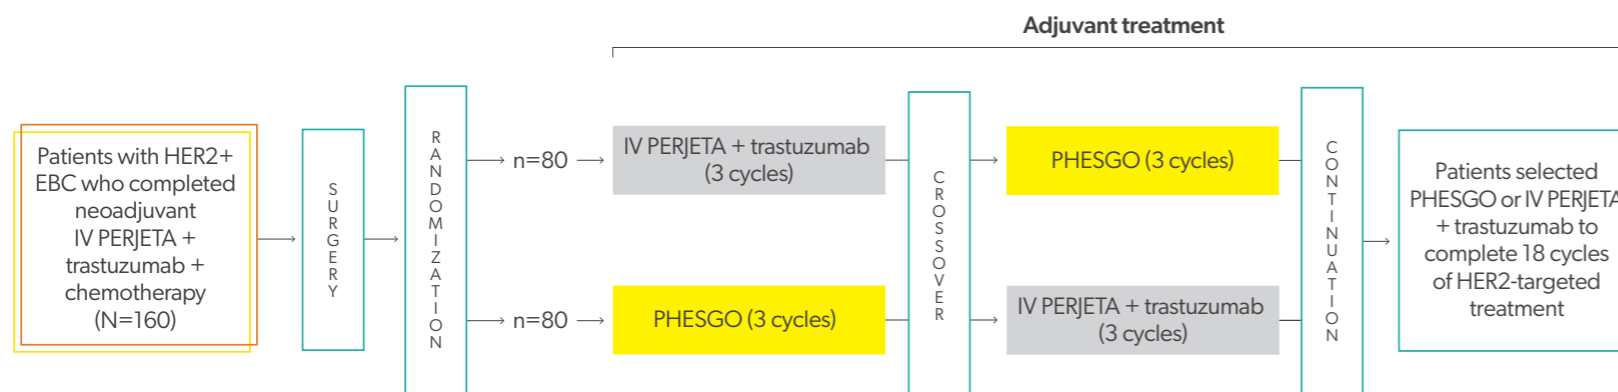 Adjuvant treatment
Patients with HER2+
EBC who completed
neoadjuvant
IV PERJETA +
trastuzumab +
chemotherapy
(N=160)
SURGERY
RANDOMIZATION
n=80
IV PERJETA + trastuzumab
(3 cycles)
n=80
PHESGO (3 cycles)
CROSSOVER
PHESGO (3 cycles)
IV PERJETA + trastuzumab
(3 cycles)
CONTINUATION
Patients selected
PHESGO or IV PERJETA
+ trastuzumab to
complete 18 cycles
of HER2-targeted
treatment